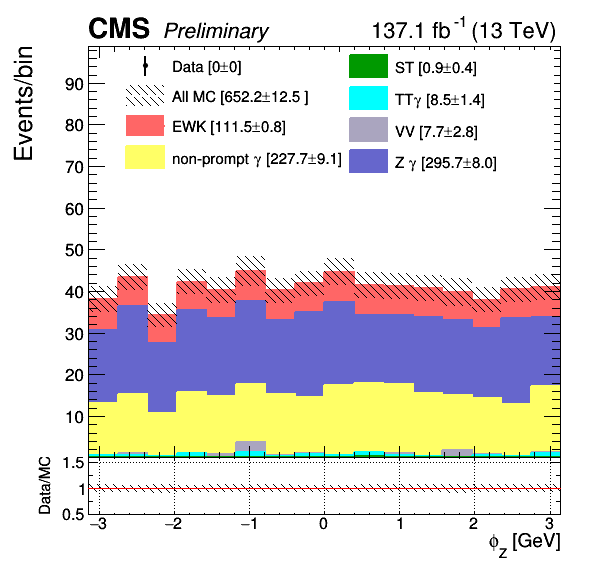 CMS Preliminary 137.1 fb⁻¹ (13 TeV)
Events/bin
Data [0±0]
All MC [652.2±12.5 ]
EWK [111.5±0.8]
non-prompt γ [227.7±9.1]
ST [0.9±0.4]
TTγ [8.5±1.4]
VV [7.7±2.8]
Z γ [295.7±8.0]
90
80
70
60
50
40
30
20
10
Data/MC
1.5
1
0.5
−3 −2 −1 0 1 2 3
ϕ_Z [GeV]